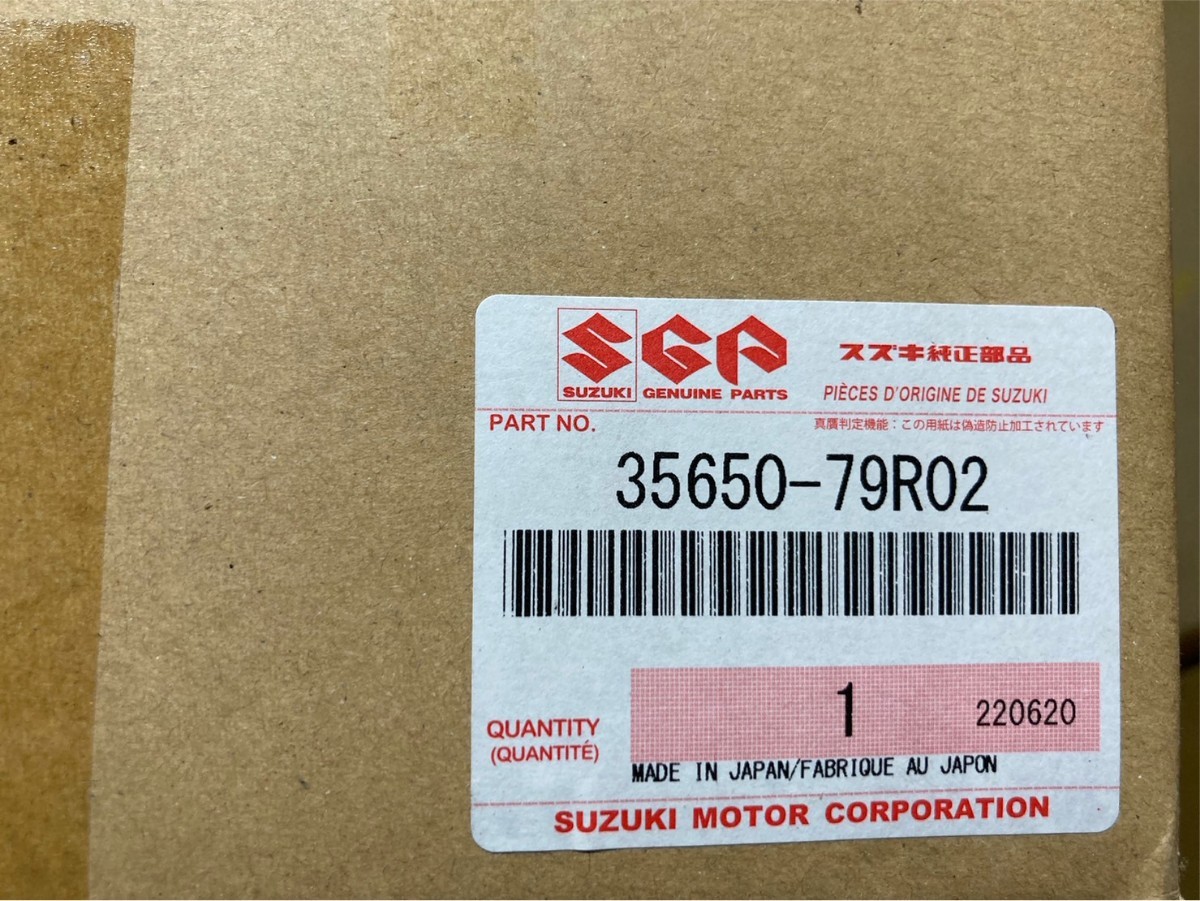 SGP
スズキ純正部品
SUZUKI GENUINE PARTS
PIÈCES D'ORIGINE DE SUZUKI
PART NO.
真贋判定機能：この用紙は偽造防止加工されています
35650-79R02
QUANTITY
(QUANTITÉ)
1
220620
MADE IN JAPAN/FABRIQUE AU JAPON
SUZUKI MOTOR CORPORATION